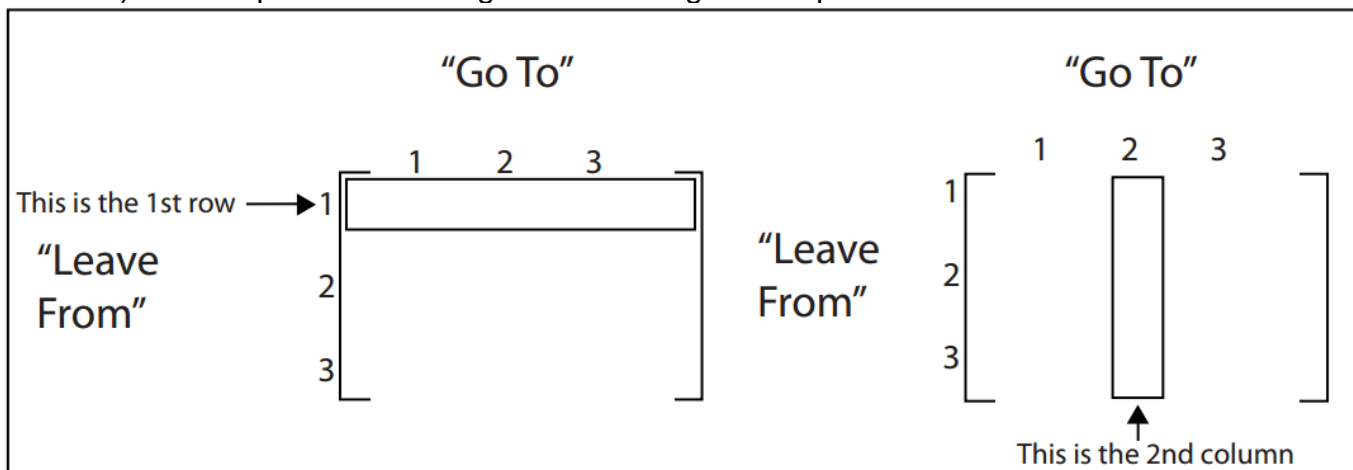 "Go To"
"Go To"
1 2 3
1 2 3
This is the 1st row
1
1
"Leave
From"
"Leave
From"
2
2
3
3
This is the 2nd column